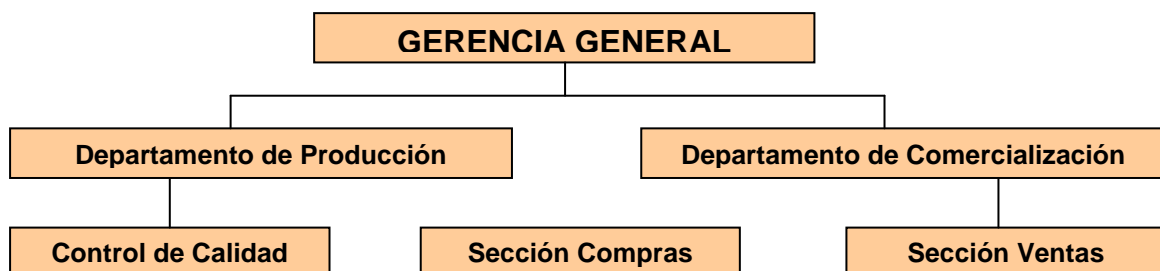 GERENCIA GENERAL
Departamento de Producción
Departamento de Comercialización
Control de Calidad
Sección Compras
Sección Ventas